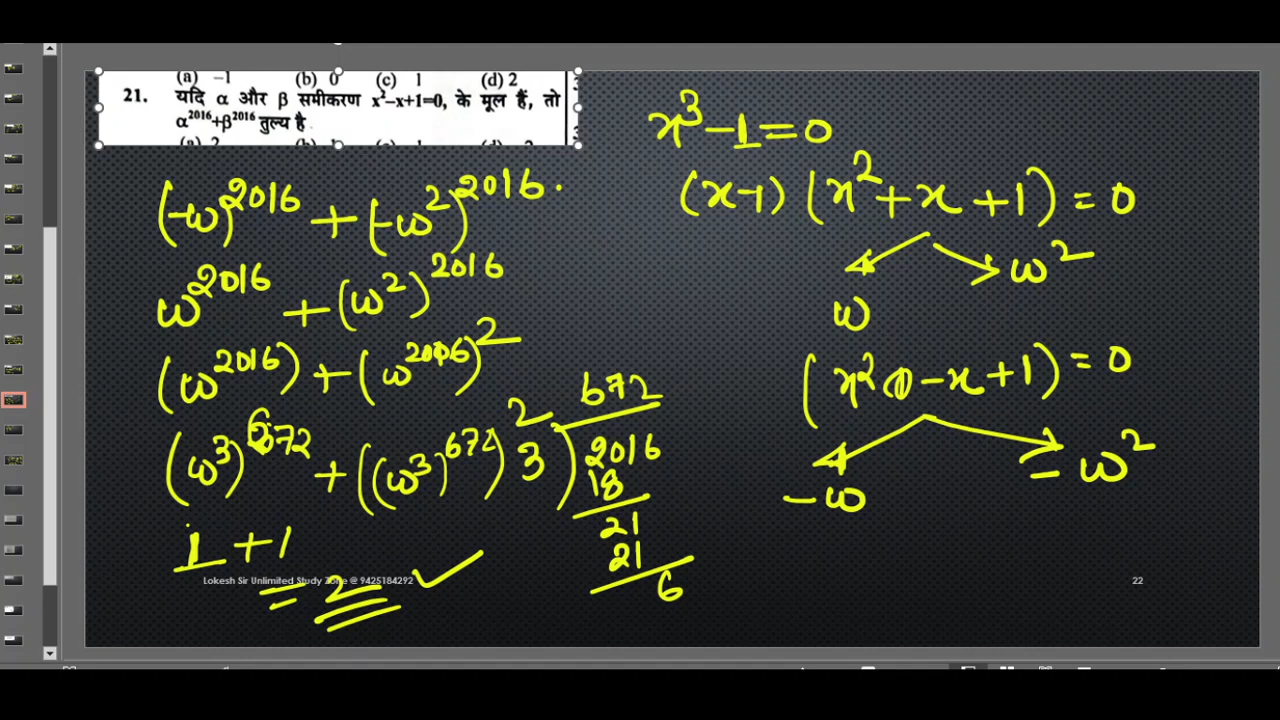 (a) -1 (b) 0 (c) 1 (d) 2
21. यदि α और β समीकरण x²-x+1=0, के मूल हैं, तो
α²⁰¹⁶+β²⁰¹⁶ तुल्य है
(-ω)²⁰¹⁶ + (-ω²)²⁰¹⁶
ω²⁰¹⁶ + (ω²)²⁰¹⁶
(ω²⁰¹⁶) + (ω²⁰¹⁶)²
(ω³)⁶⁷² + ((ω³)⁶⁷²)²
1 + 1
= 2
672
3) 2016
18
21
21
6
x³-1=0
(x-1) (x²+x+1) = 0
ω ω²
(x²-x+1) = 0
-ω -ω²
Lokesh Sir Unlimited Study Zone @ 9425184292
22